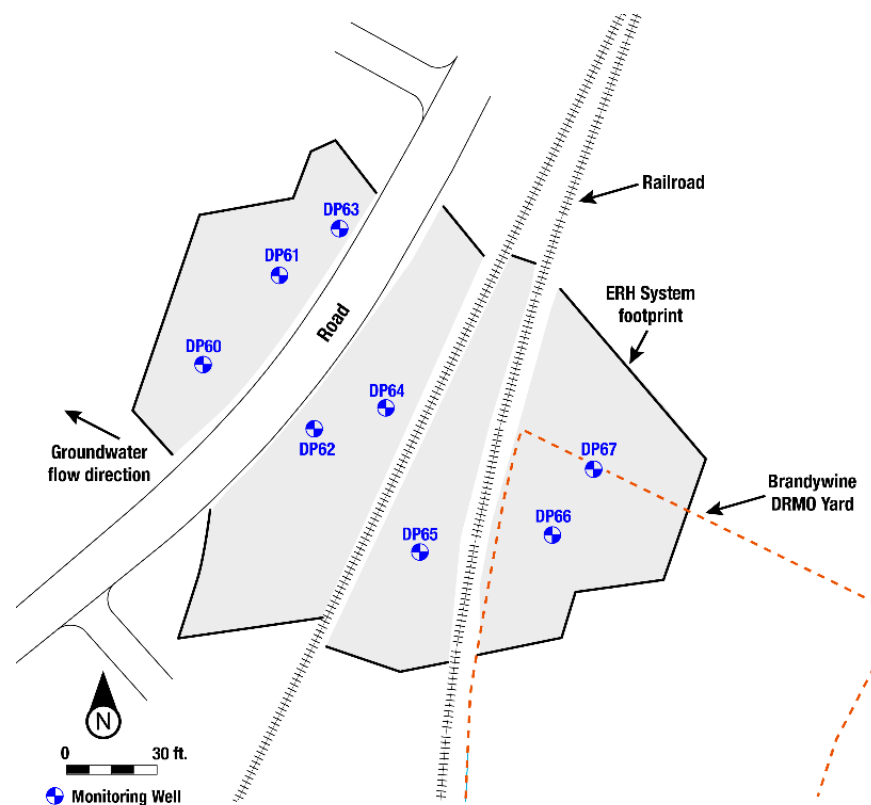 Railroad
DP63
DP61
ERH System
footprint
Road
DP60
DP64
Groundwater
flow direction
DP62
DP67
Brandywine
DRMO Yard
DP66
DP65
N
0 30 ft.
Monitoring Well